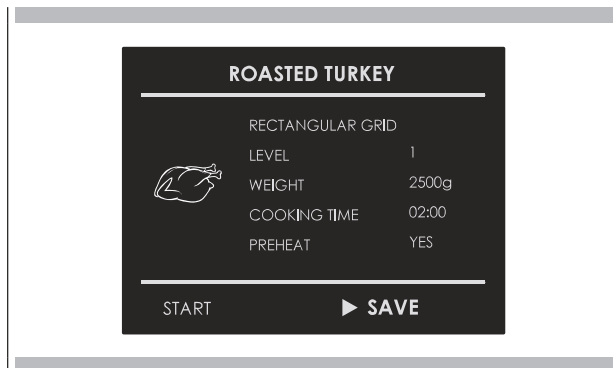 ROASTED TURKEY
RECTANGULAR GRID
LEVEL 1
WEIGHT 2500g
COOKING TIME 02:00
PREHEAT YES
START ▶ SAVE